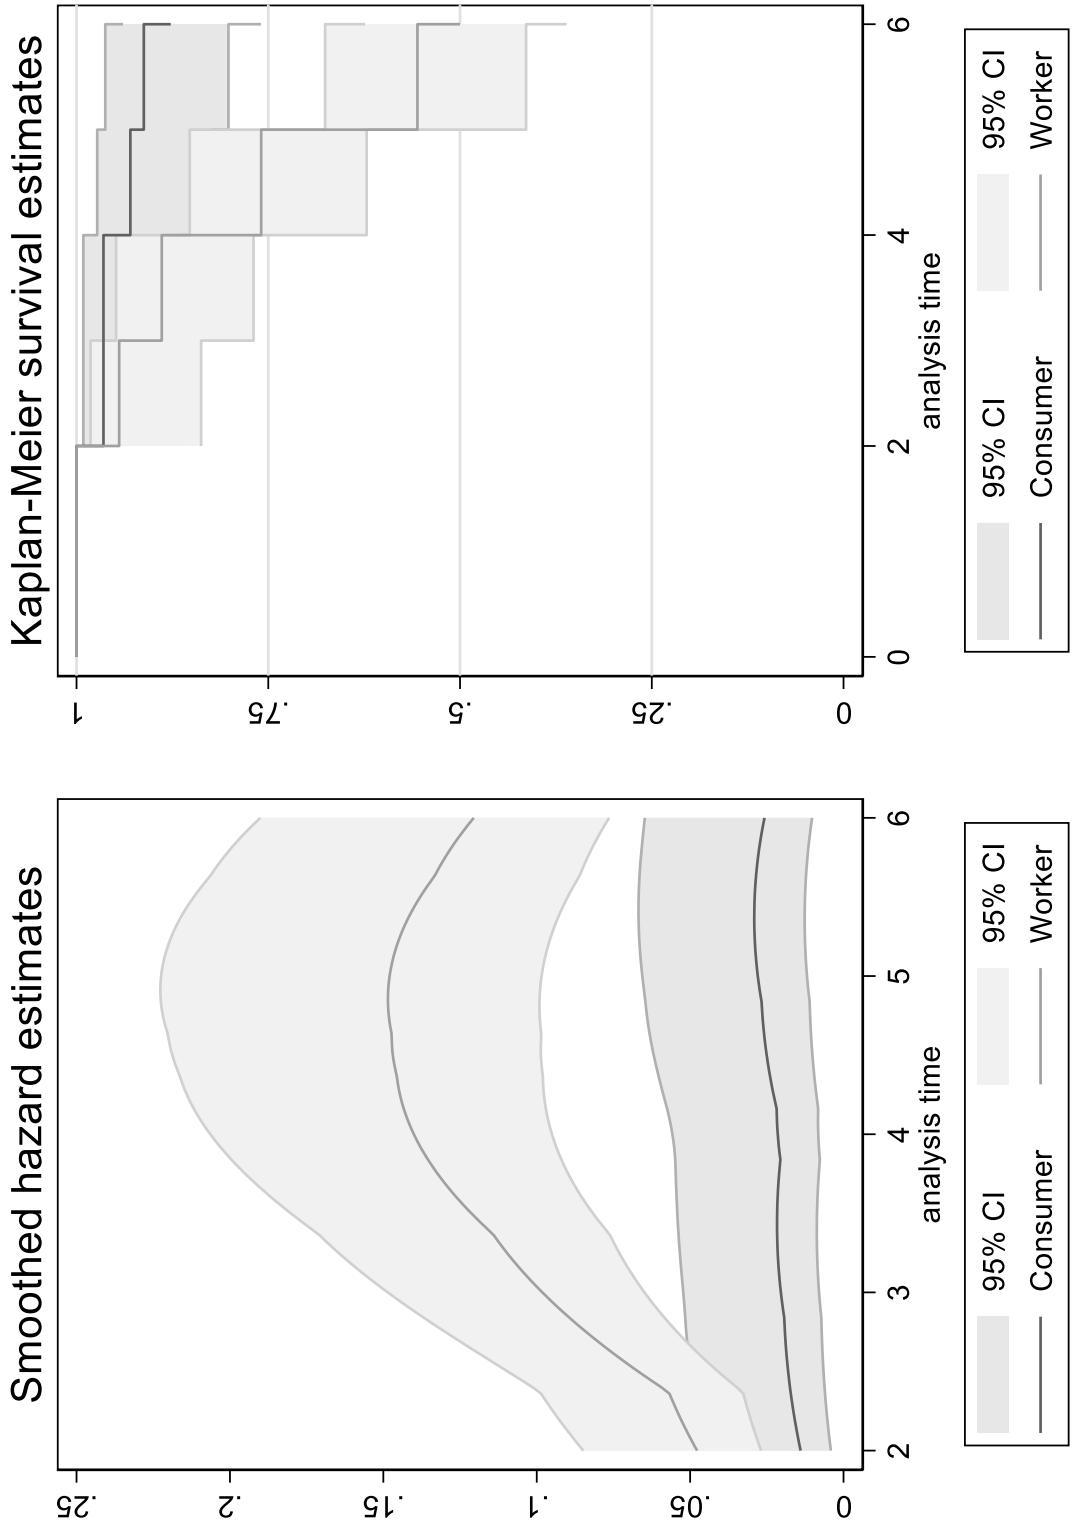 Smoothed hazard estimates
.25
.2
.15
.1
.05
0
2
3
4
5
6
analysis time
95% CI
95% CI
Consumer
Worker
Kaplan-Meier survival estimates
1
.75
.5
.25
0
0
2
4
6
analysis time
95% CI
95% CI
Consumer
Worker